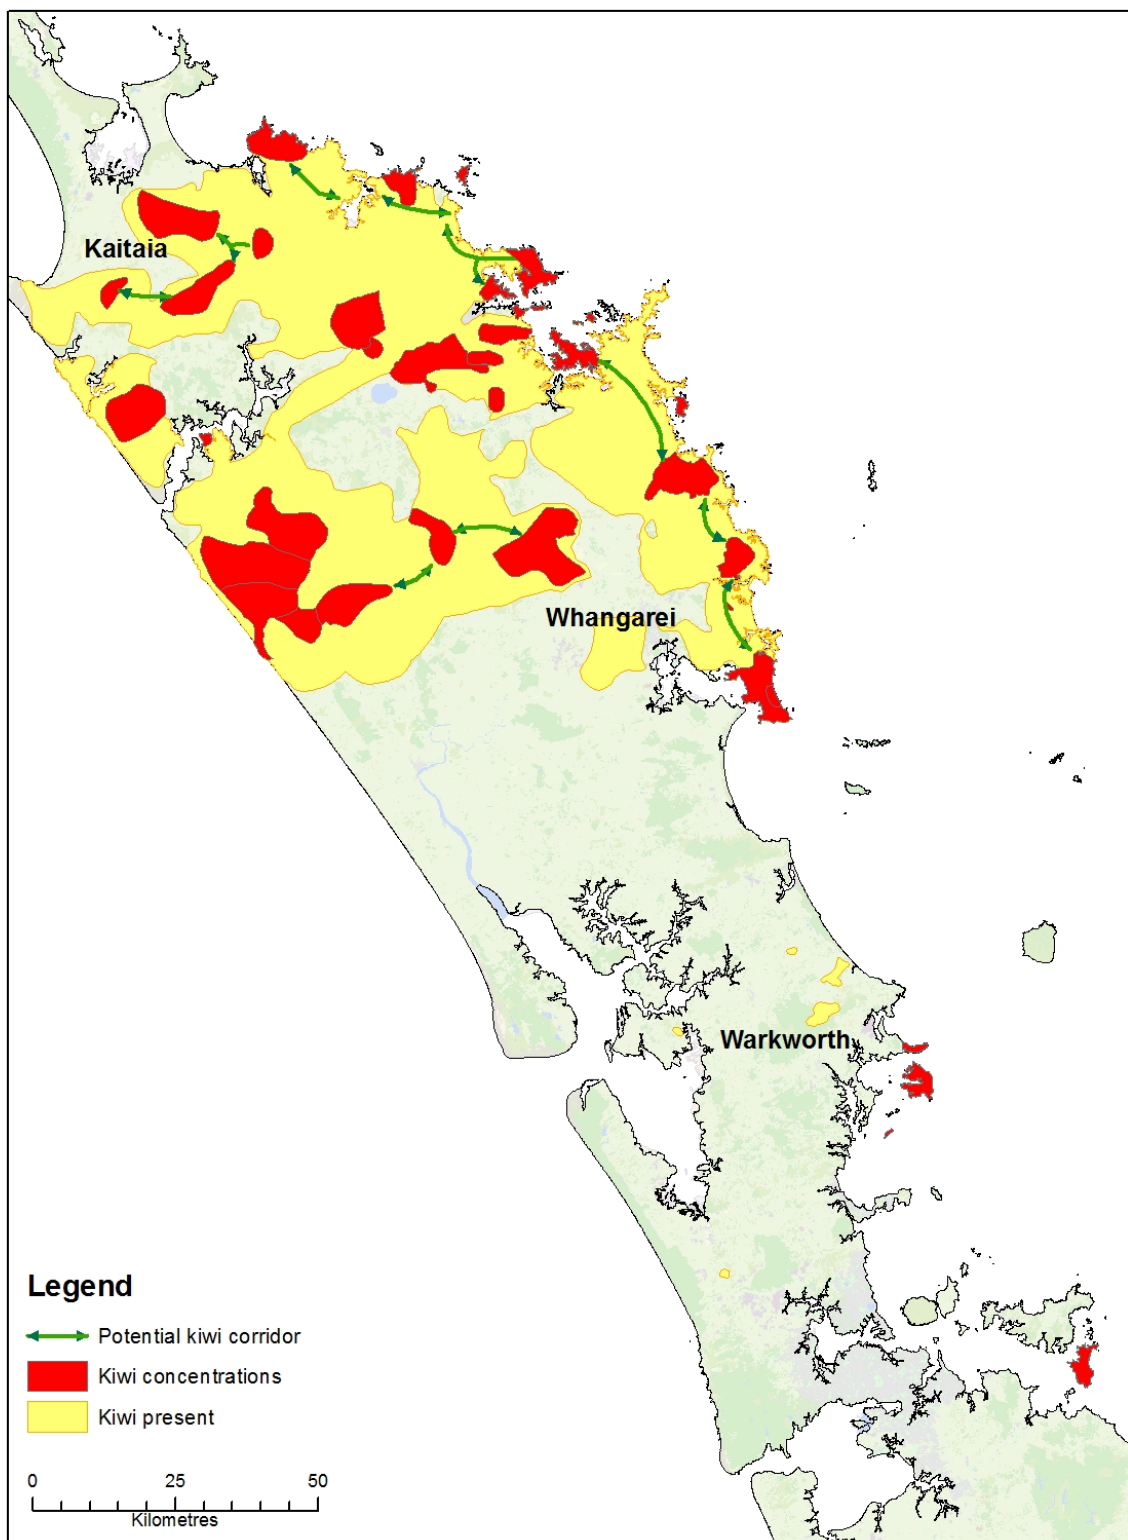 Kaitaia
Whangarei
Warkworth
Legend
Potential kiwi corridor
Kiwi concentrations
Kiwi present
0 25 50
Kilometres